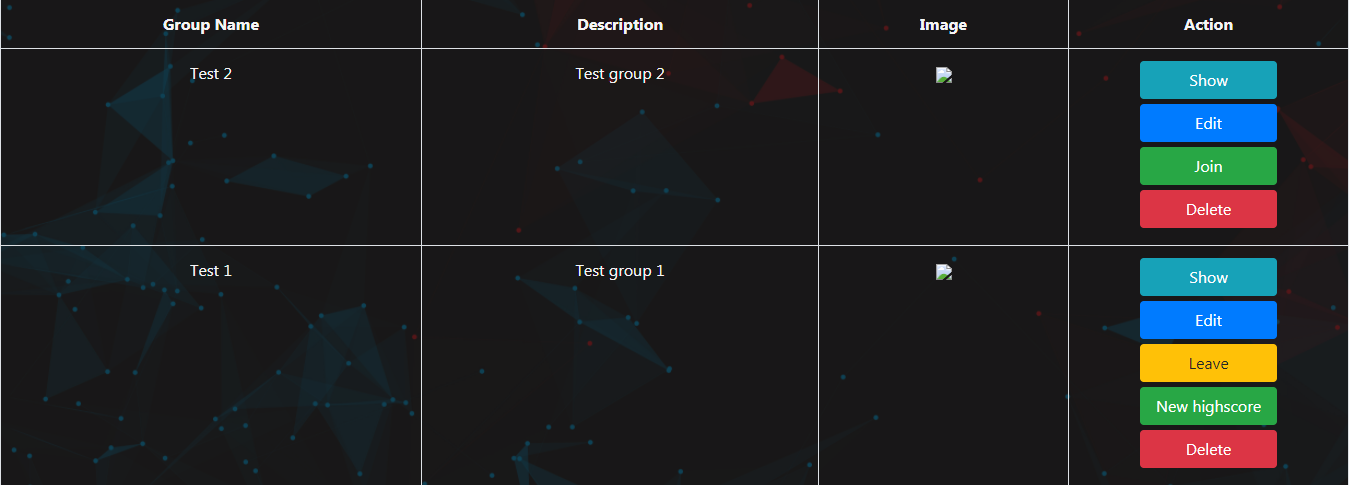 Group Name Description Image Action
Test 2 Test group 2 Show
Edit
Join
Delete
Test 1 Test group 1 Show
Edit
Leave
New highscore
Delete